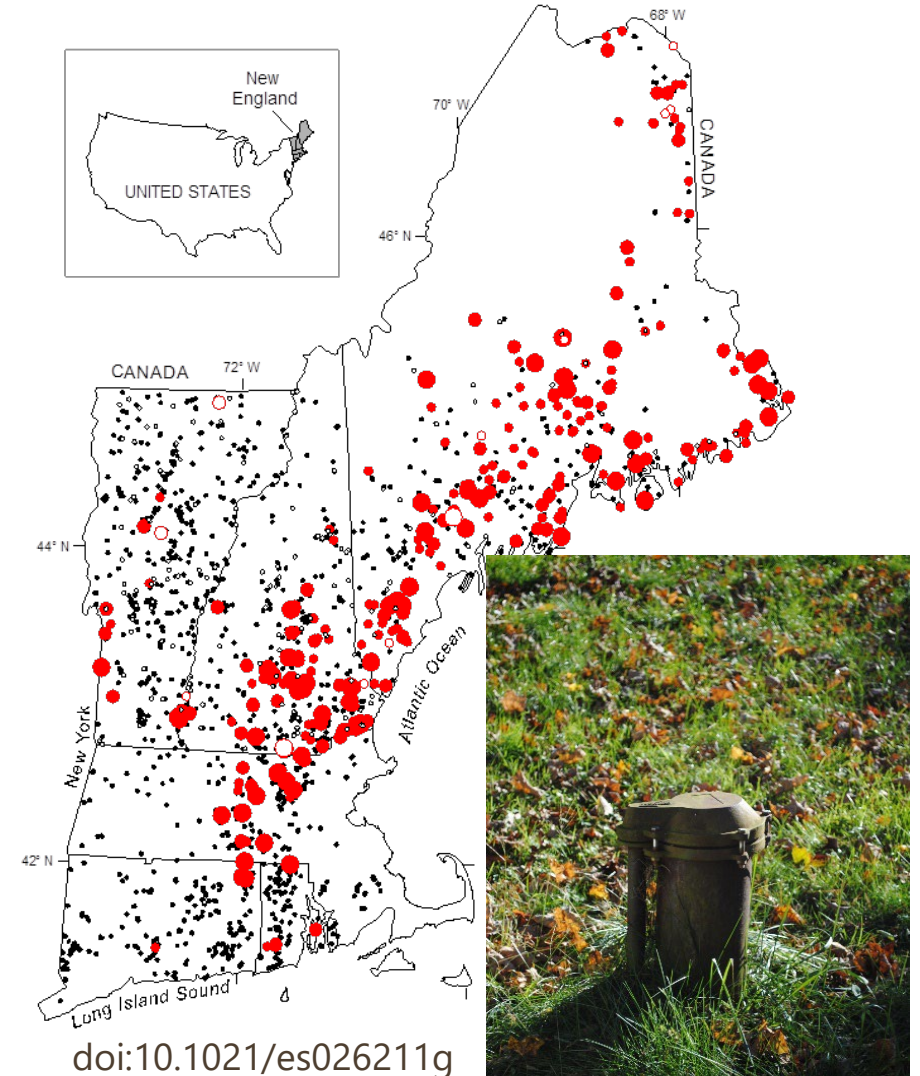 68° W
New
England
70° W
CANADA
UNITED STATES
46° N
CANADA
72° W
44° N
Atlantic Ocean
New York
42° N
Long Island Sound
doi:10.1021/es026211g